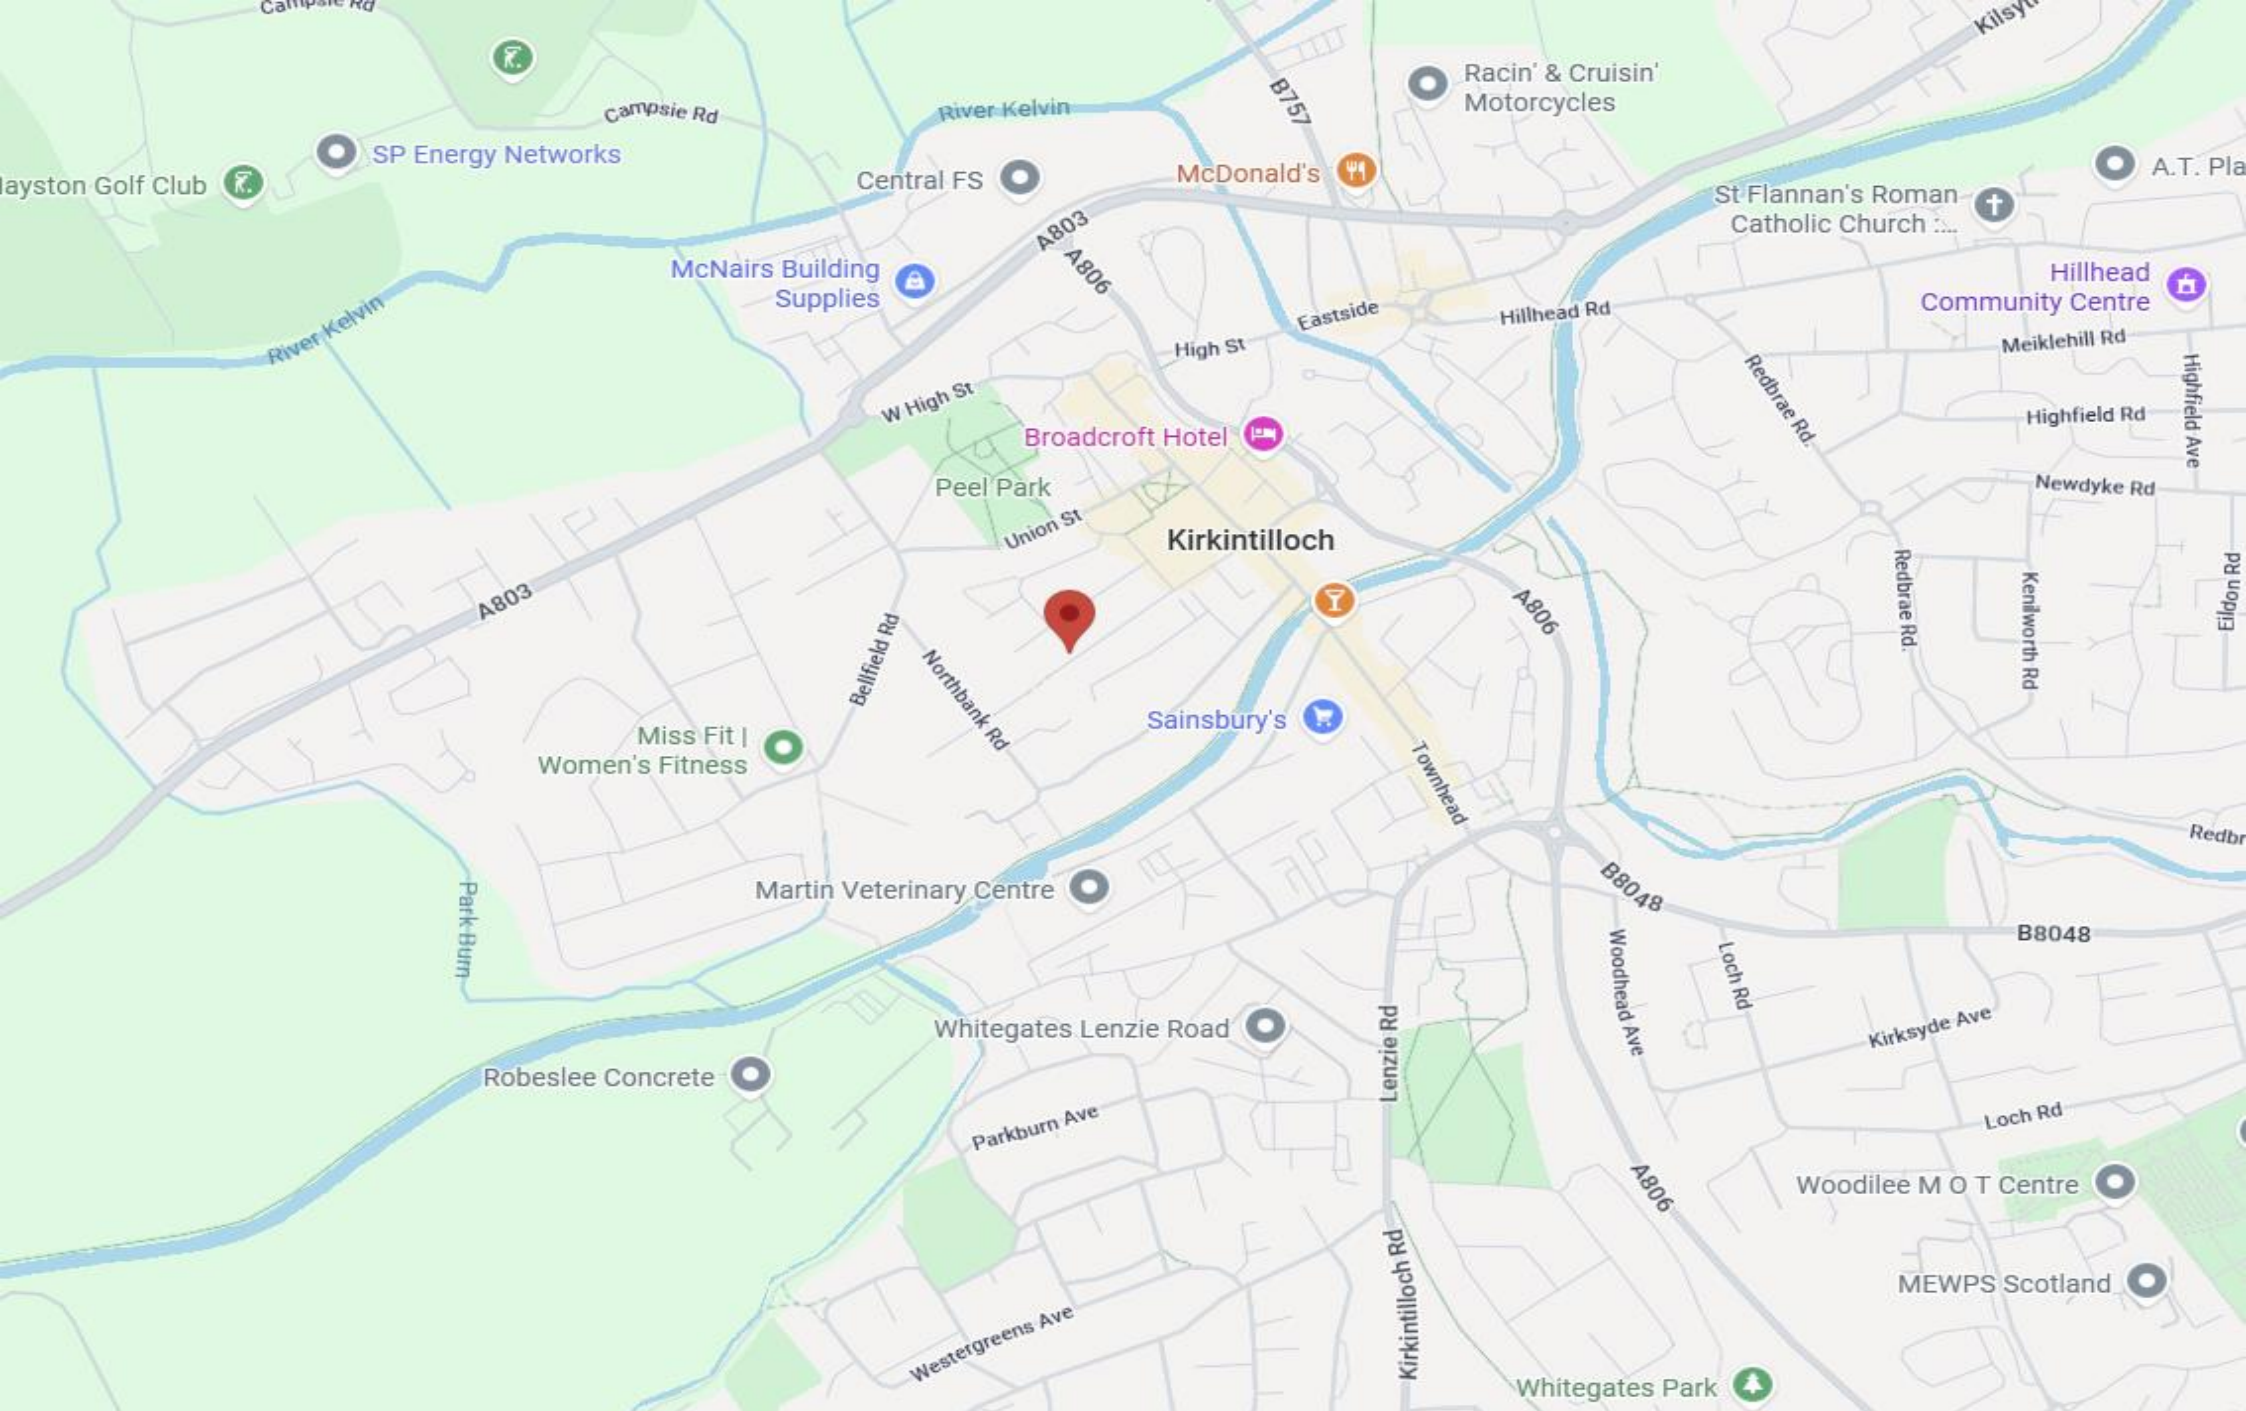 Campsie Rd
Kilsyth
Racin' & Cruisin'
Motorcycles
B757
River Kelvin
Campsie Rd
SP Energy Networks
layston Golf Club
Central FS
McDonald's
A.T. Pla
St Flannan's Roman
Catholic Church :...
A803
A806
McNairs Building
Supplies
Hillhead
Community Centre
River Kelvin
Eastside
Hillhead Rd
High St
Meiklehill Rd
W High St
Redbrae Rd.
Highfield Ave
Highfield Rd
Broadcroft Hotel
Peel Park
Newdyke Rd
Union St
Kirkintilloch
A803
A806
Redbrae Rd.
Kenilworth Rd
Eildon Rd
Bellfield Rd
Northbank Rd
Sainsbury's
Miss Fit |
Women's Fitness
Townhead
Redbr
Martin Veterinary Centre
B8048
B8048
Park Burn
Woodhead Ave
Loch Rd
Whitegates Lenzie Road
Kirksyde Ave
Lenzie Rd
Robeslee Concrete
Parkburn Ave
Loch Rd
A806
Woodilee M O T Centre
Kirkintilloch Rd
MEWPS Scotland
Westergreens Ave
Whitegates Park